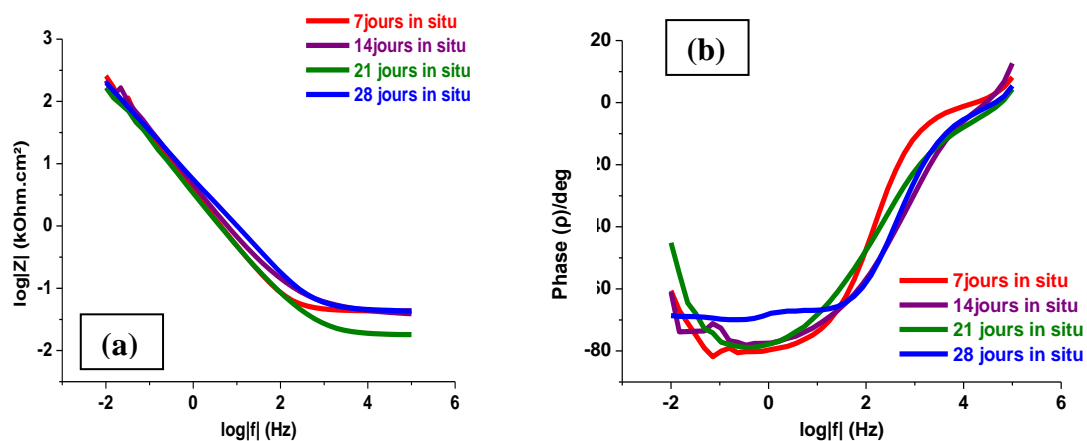 (a)
7jours in situ
14jours in situ
21 jours in situ
28 jours in situ
3
2
1
0
-1
-2
-2
0
2
4
6
log|Z| (kOhm.cm²)
log|f| (Hz)
(b)
20
0
20
40
60
-80
-2
0
2
4
6
Phase (ρ)/deg
log|f| (Hz)
7jours in situ
14jours in situ
21 jours in situ
28 jours in situ